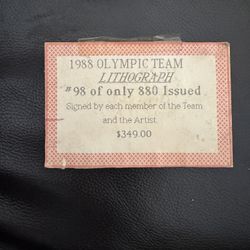 1988 OLYMPIC TEAM
LITHOGRAPH
#98 of only 880 Issued
Signed by each member of the Team
and the Artist.
$349.00